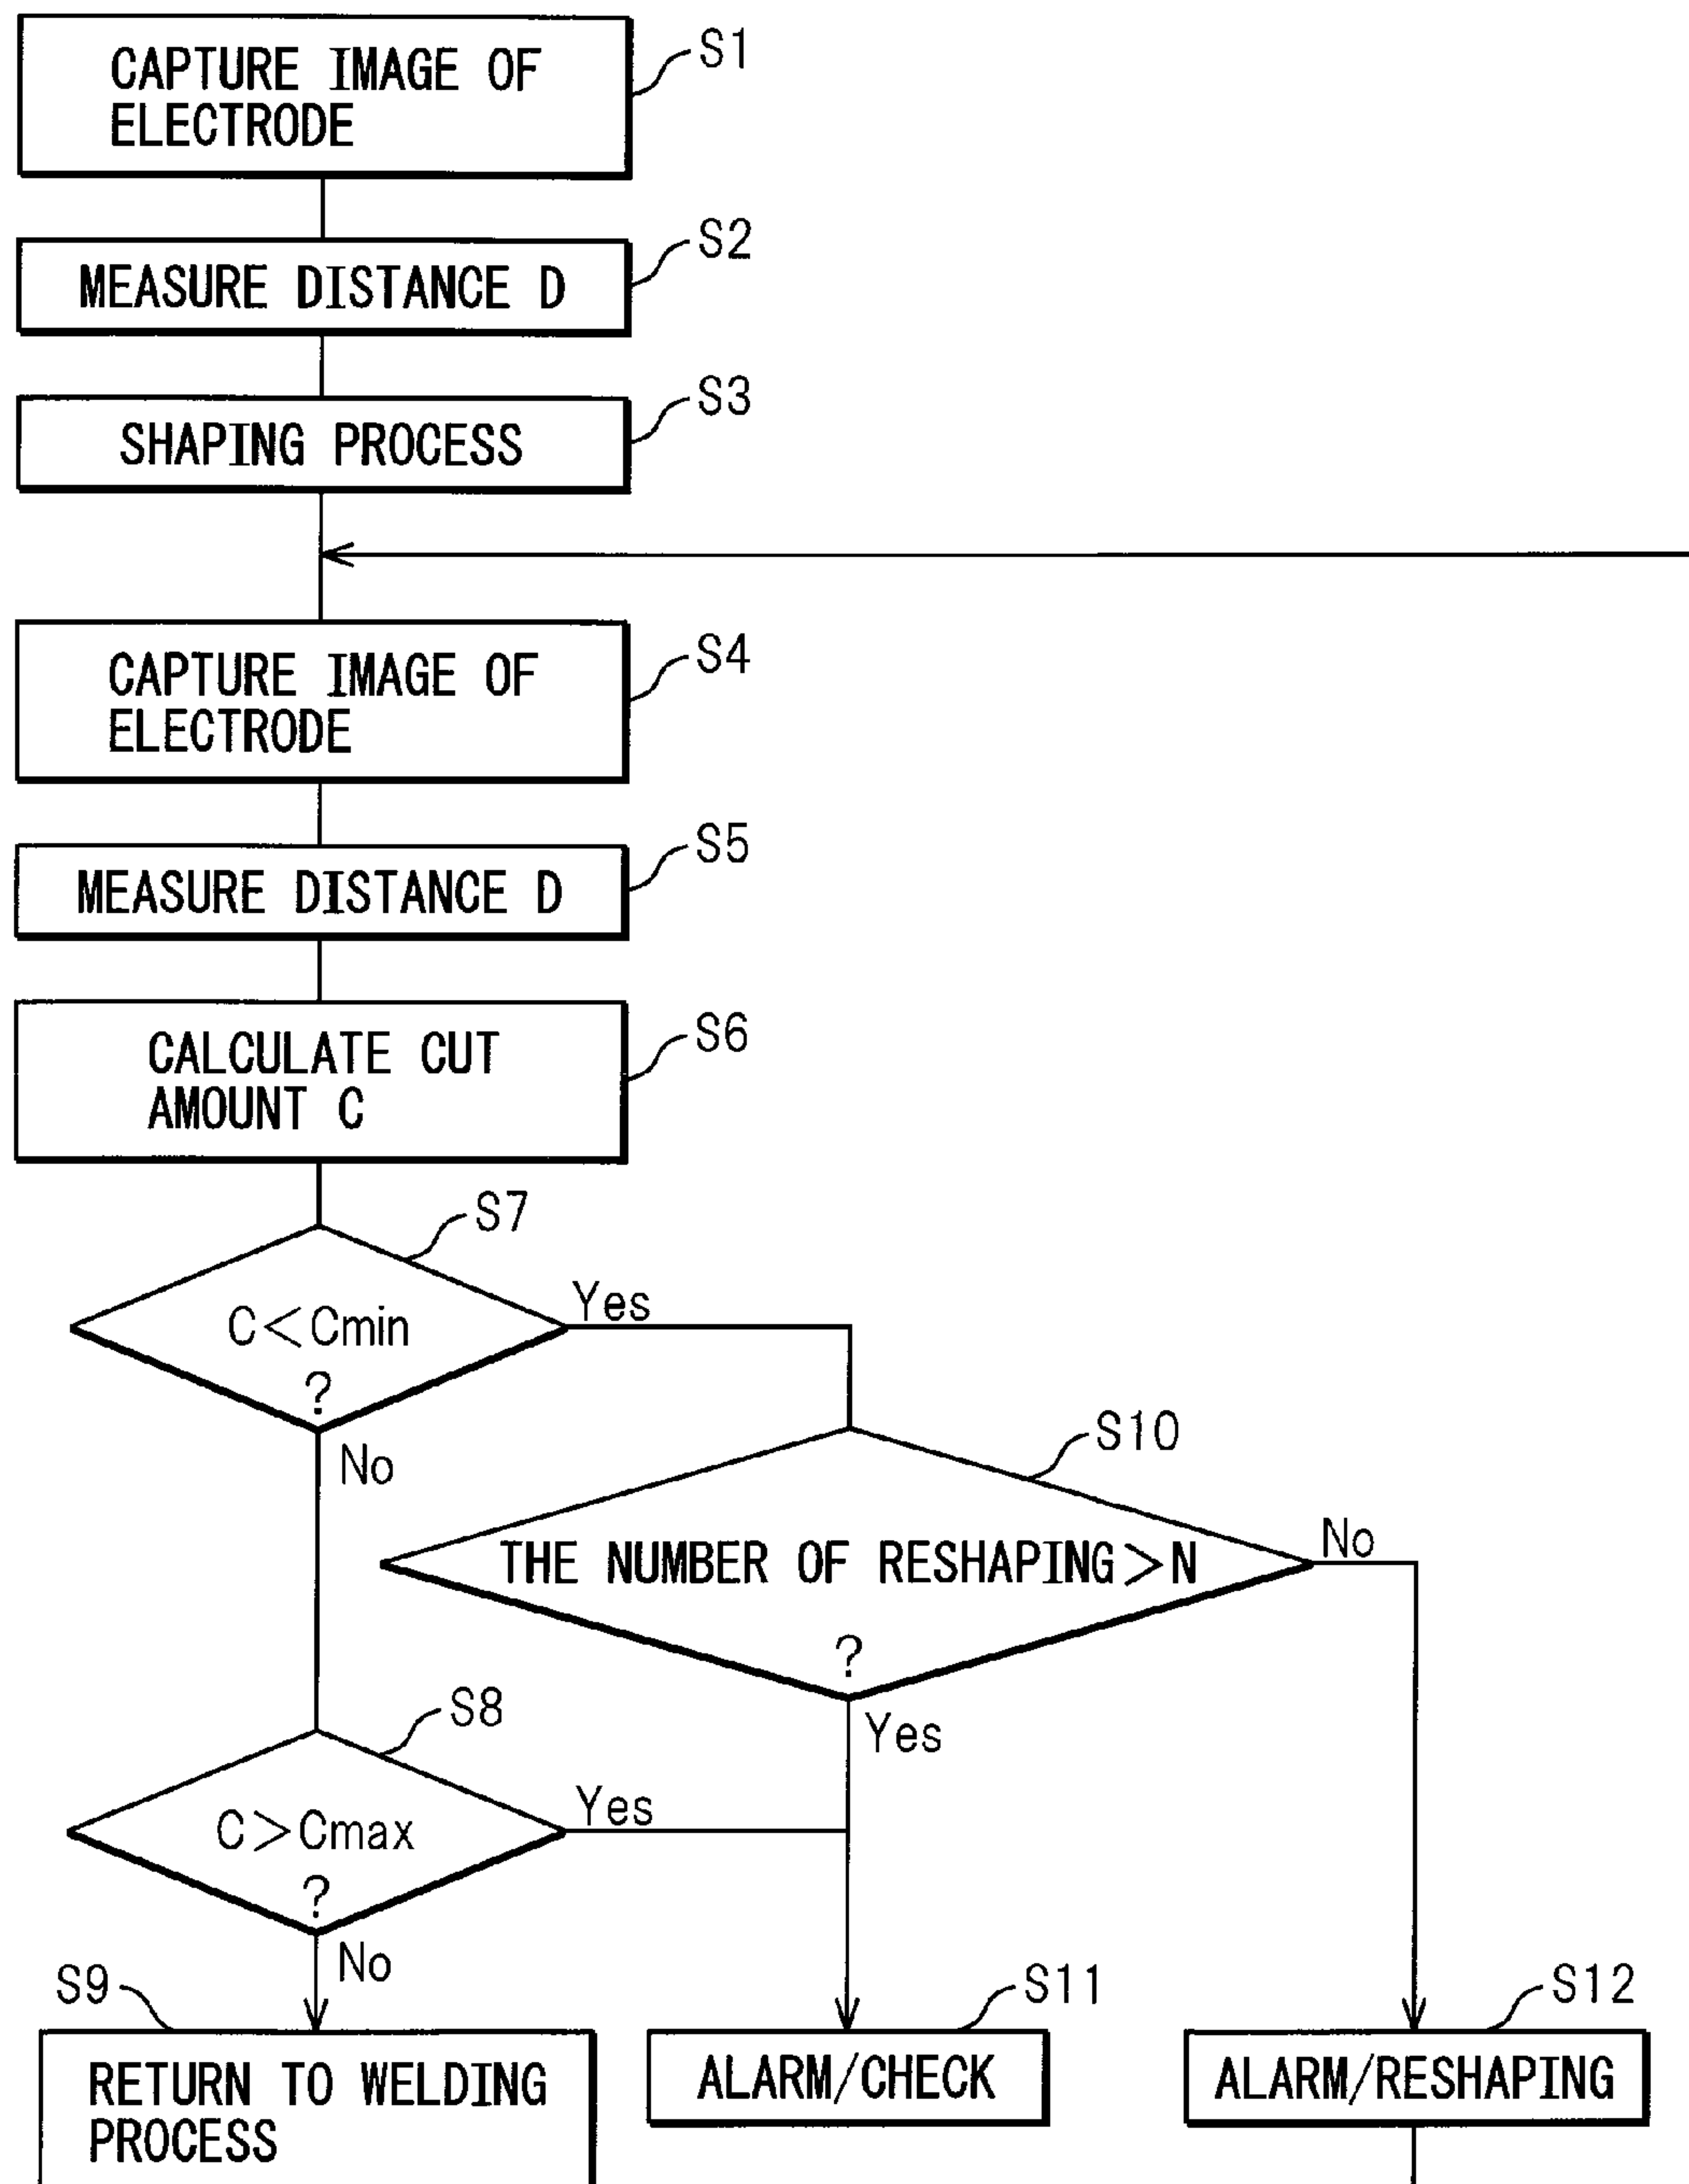 CAPTURE IMAGE OF
ELECTRODE
S1
MEASURE DISTANCE D
S2
SHAPING PROCESS
S3
CAPTURE IMAGE OF
ELECTRODE
S4
MEASURE DISTANCE D
S5
CALCULATE CUT
AMOUNT C
S6
S7
C<Cmin
?
Yes
No
S10
THE NUMBER OF RESHAPING>N
?
No
Yes
S8
C>Cmax
?
Yes
No
S9
RETURN TO WELDING
PROCESS
S11
ALARM/CHECK
S12
ALARM/RESHAPING